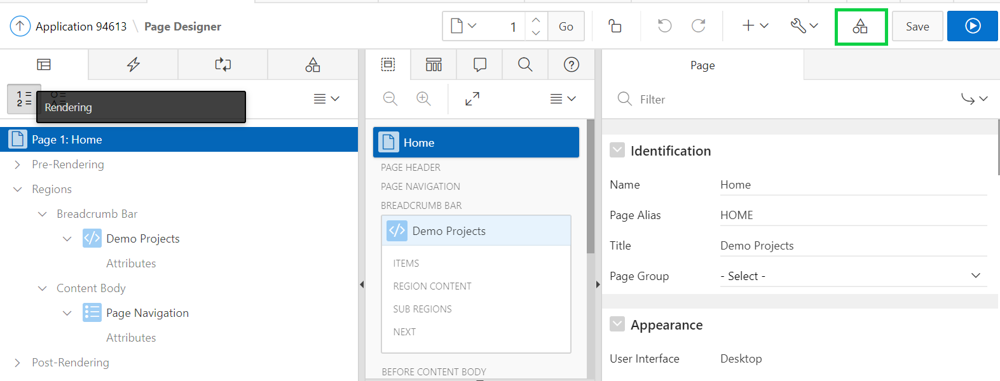 Application 94613 \ Page Designer
1 Go
Save
Rendering
Page 1: Home
Pre-Rendering
Regions
Breadcrumb Bar
Demo Projects
Attributes
Content Body
Page Navigation
Attributes
Post-Rendering
Home
PAGE HEADER
PAGE NAVIGATION
BREADCRUMB BAR
Demo Projects
ITEMS
REGION CONTENT
SUB REGIONS
NEXT
BEFORE CONTENT BODY
Page
Filter
Identification
Name Home
Page Alias HOME
Title Demo Projects
Page Group - Select -
Appearance
User Interface Desktop